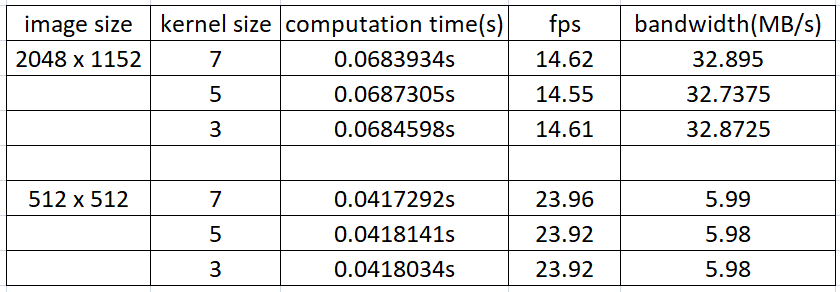 image size kernel size computation time(s) fps bandwidth(MB/s)
2048 x 1152 7 0.0683934s 14.62 32.895
5 0.0687305s 14.55 32.7375
3 0.0684598s 14.61 32.8725
512 x 512 7 0.0417292s 23.96 5.99
5 0.0418141s 23.92 5.98
3 0.0418034s 23.92 5.98